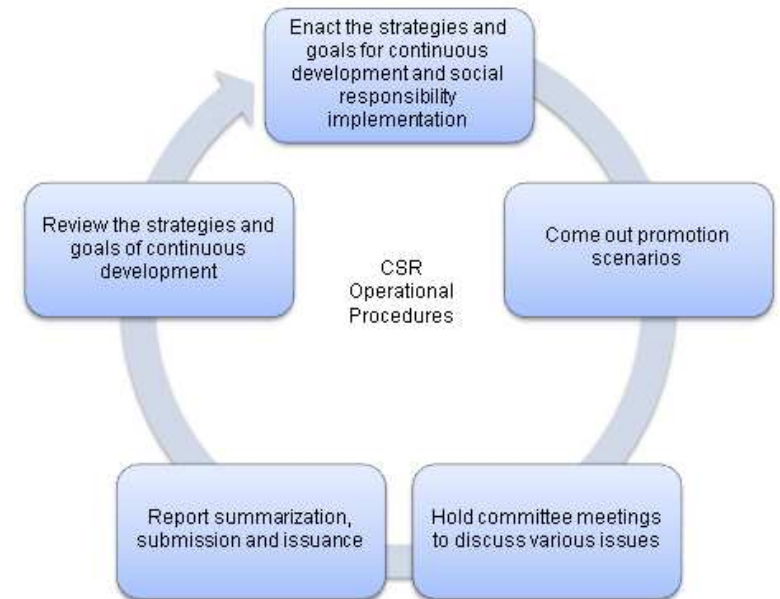 Enact the strategies and
goals for continuous
development and social
responsibility
implementation
Come out promotion
scenarios
Hold committee meetings
to discuss various issues
Report summarization,
submission and issuance
Review the strategies and
goals of continuous
development
CSR
Operational
Procedures